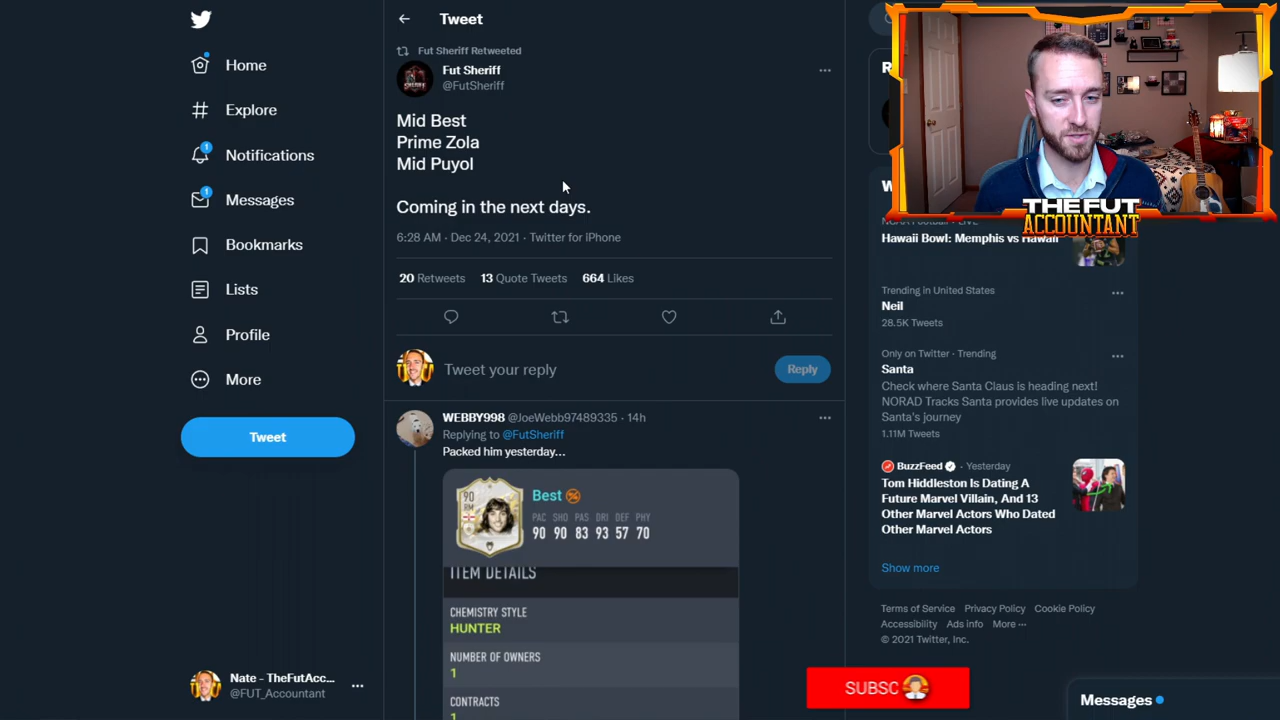 Home
Explore
Notifications
1
Messages
1
Bookmarks
Lists
Profile
More
Tweet
Nate - TheFutAcc...
@FUT_Accountant
Tweet
Fut Sheriff Retweeted
Fut Sheriff
@FutSheriff
Mid Best
Prime Zola
Mid Puyol
Coming in the next days.
6:28 AM · Dec 24, 2021 · Twitter for iPhone
20 Retweets 13 Quote Tweets 664 Likes
Tweet your reply
Reply
WEBBY998 @JoeWebb97489335 · 14h
Replying to @FutSheriff
Packed him yesterday...
90
RM
Best
PAC SHO PAS DRI DEF PHY
90 90 83 93 57 70
ITEM DETAILS
CHEMISTRY STYLE
HUNTER
NUMBER OF OWNERS
1
CONTRACTS
1
THE FUT
ACCOUNTANT
Hawaii Bowl: Memphis vs Hawaii
Trending in United States
Neil
28.5K Tweets
Only on Twitter · Trending
Santa
Check where Santa Claus is heading next!
NORAD Tracks Santa provides live updates on
Santa's journey
1.11M Tweets
BuzzFeed · Yesterday
Tom Hiddleston Is Dating A
Future Marvel Villain, And 13
Other Marvel Actors Who Dated
Other Marvel Actors
Show more
Terms of Service Privacy Policy Cookie Policy
Accessibility Ads info More ···
© 2021 Twitter, Inc.
SUBSC
Messages